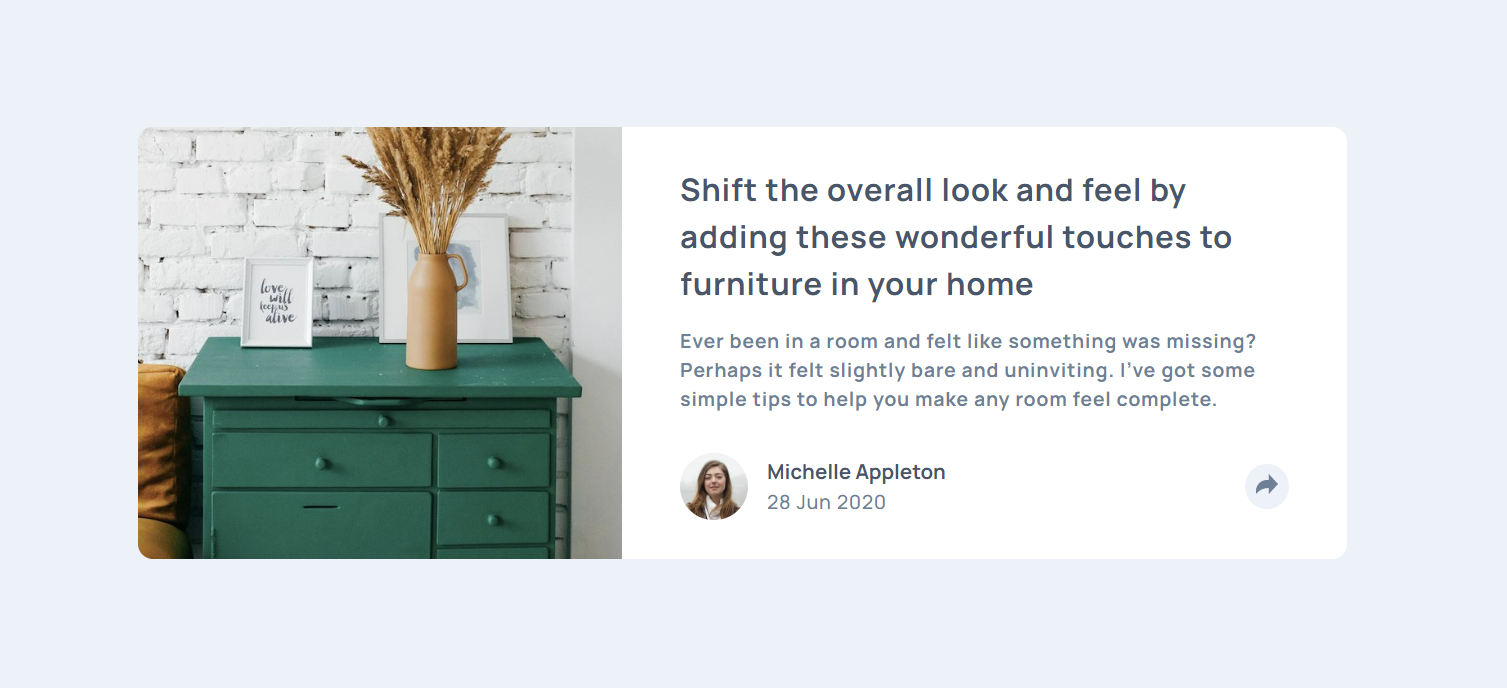 love
will
keep us
alive
Shift the overall look and feel by
adding these wonderful touches to
furniture in your home
Ever been in a room and felt like something was missing?
Perhaps it felt slightly bare and uninviting. I’ve got some
simple tips to help you make any room feel complete.
Michelle Appleton
28 Jun 2020